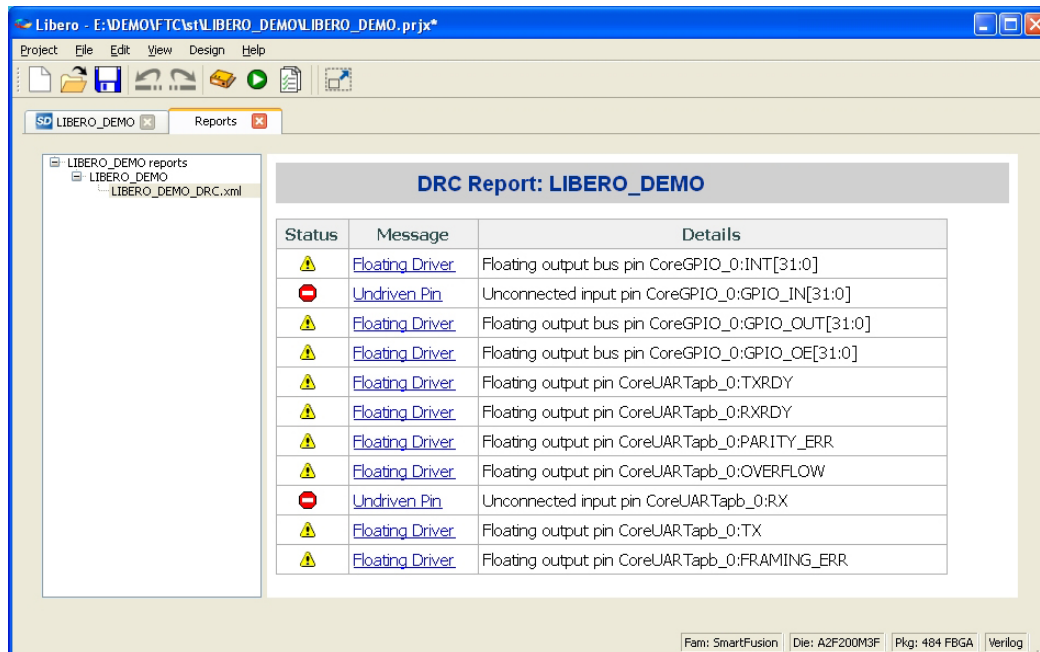 Libero - E:\DEMO\FTC\st\LIBERO_DEMO\LIBERO_DEMO.prjx*
Project File Edit View Design Help
SD LIBERO_DEMO Reports
LIBERO_DEMO reports
LIBERO_DEMO
LIBERO_DEMO_DRC.xml
DRC Report: LIBERO_DEMO
Status Message Details
Floating Driver Floating output bus pin CoreGPIO_0:INT[31:0]
Undriven Pin Unconnected input pin CoreGPIO_0:GPIO_IN[31:0]
Floating Driver Floating output bus pin CoreGPIO_0:GPIO_OUT[31:0]
Floating Driver Floating output bus pin CoreGPIO_0:GPIO_OE[31:0]
Floating Driver Floating output pin CoreUARTapb_0:TXRDY
Floating Driver Floating output pin CoreUARTapb_0:RXRDY
Floating Driver Floating output pin CoreUARTapb_0:PARITY_ERR
Floating Driver Floating output pin CoreUARTapb_0:OVERFLOW
Undriven Pin Unconnected input pin CoreUARTapb_0:RX
Floating Driver Floating output pin CoreUARTapb_0:TX
Floating Driver Floating output pin CoreUARTapb_0:FRAMING_ERR
Fam: SmartFusion Die: A2F200M3F Pkg: 484 FBGA Verilog